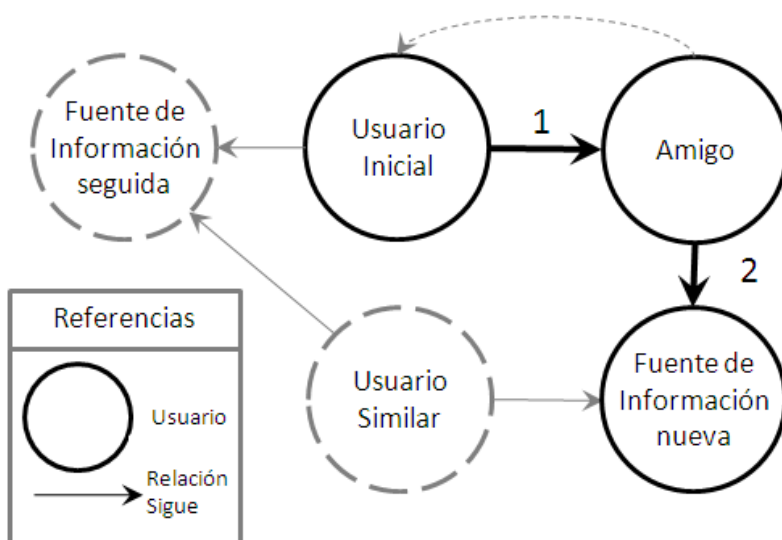 Fuente de
Información
seguida
Usuario
Inicial
1
Amigo
2
Referencias
Usuario
Relación
Sigue
Usuario
Similar
Fuente de
Información
nueva